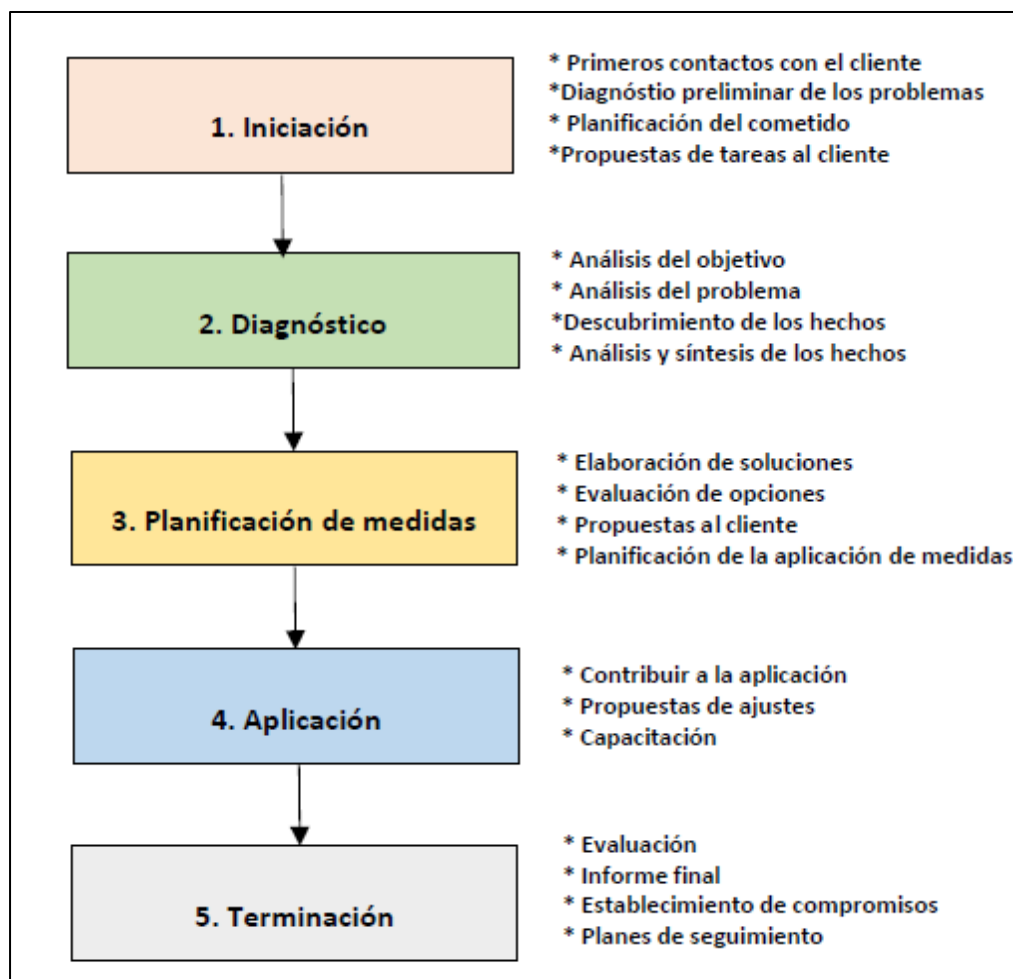 1. Iniciación
* Primeros contactos con el cliente
*Diagnóstio preliminar de los problemas
* Planificación del cometido
*Propuestas de tareas al cliente
2. Diagnóstico
* Análisis del objetivo
* Análisis del problema
*Descubrimiento de los hechos
* Análisis y síntesis de los hechos
3. Planificación de medidas
* Elaboración de soluciones
* Evaluación de opciones
* Propuestas al cliente
* Planificación de la aplicación de medidas
4. Aplicación
* Contribuir a la aplicación
* Propuestas de ajustes
* Capacitación
5. Terminación
* Evaluación
* Informe final
* Establecimiento de compromisos
* Planes de seguimiento